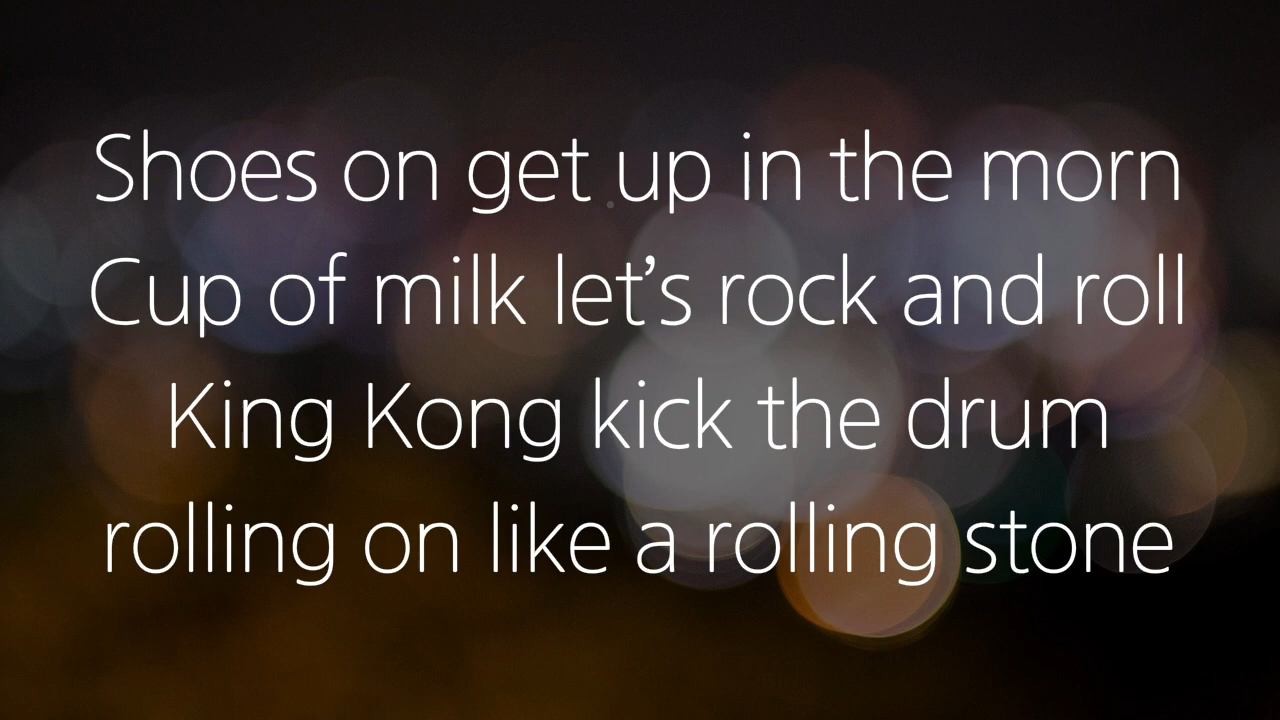 Shoes on get up in the morn
Cup of milk let’s rock and roll
King Kong kick the drum
rolling on like a rolling stone